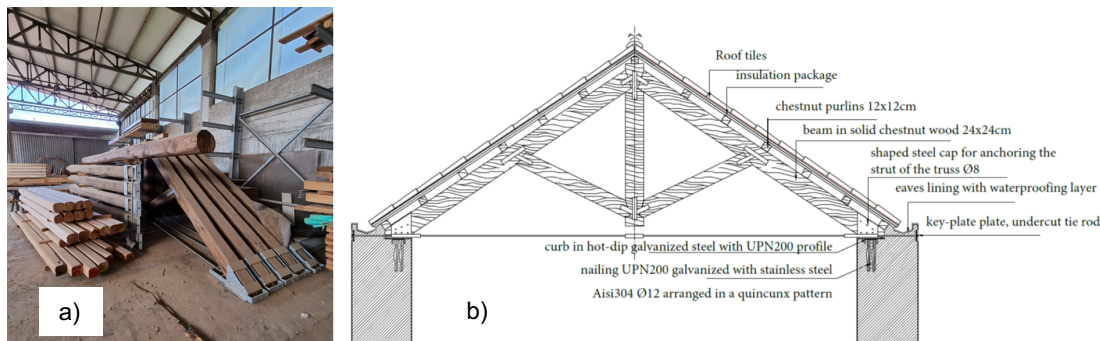 a)
Roof tiles
insulation package
chestnut purlins 12x12cm
beam in solid chestnut wood 24x24cm
shaped steel cap for anchoring the
strut of the truss Ø8
eaves lining with waterproofing layer
key-plate plate, undercut tie rod
curb in hot-dip galvanized steel with UPN200 profile
nailing UPN200 galvanized with stainless steel
Aisi304 Ø12 arranged in a quincunx pattern
b)